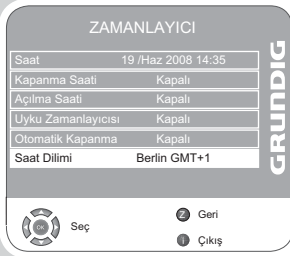 ZAMANLAYICI
Saat 19 /Haz 2008 14:35
Kapanma Saati Kapalı
Açılma Saati Kapalı
Uyku Zamanlayıcısı Kapalı
Otomatik Kapanma Kapalı
Saat Dilimi Berlin GMT+1
GRUNDIG
OK Seç
Z Geri
i Çıkış